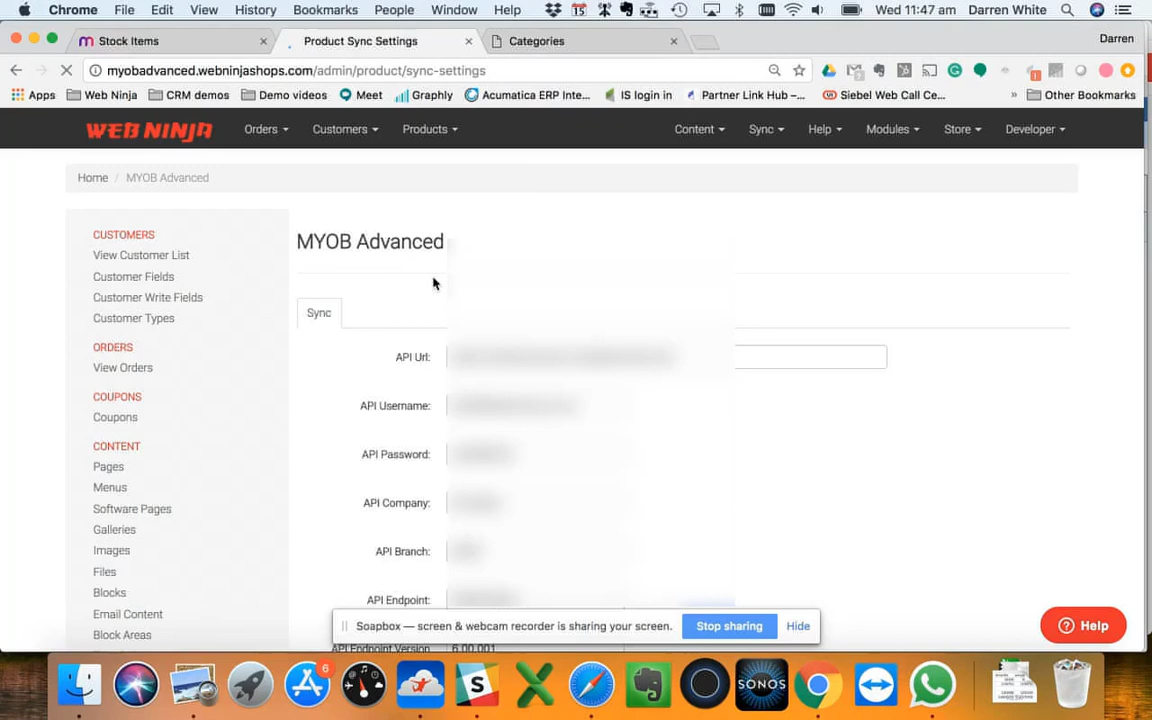 Chrome File Edit View History Bookmarks People Window Help 15 Wed 11:47 am Darren White
Stock Items Product Sync Settings Categories Darren
myobadvanced.webninjashops.com/admin/product/sync-settings
Apps Web Ninja CRM demos Demo videos Meet Graphly Acumatica ERP Inte... IS login in Partner Link Hub –... Siebel Web Call Ce... » Other Bookmarks
WEB NINJA Orders Customers Products Content Sync Help Modules Store Developer
Home / MYOB Advanced
CUSTOMERS
View Customer List
Customer Fields
Customer Write Fields
Customer Types
ORDERS
View Orders
COUPONS
Coupons
CONTENT
Pages
Menus
Software Pages
Galleries
Images
Files
Blocks
Email Content
Block Areas
MYOB Advanced
Sync
API Url:
API Username:
API Password:
API Company:
API Branch:
API Endpoint:
API Endpoint Version 6.00.001
Soapbox — screen & webcam recorder is sharing your screen. Stop sharing Hide
Help
6
SONOS